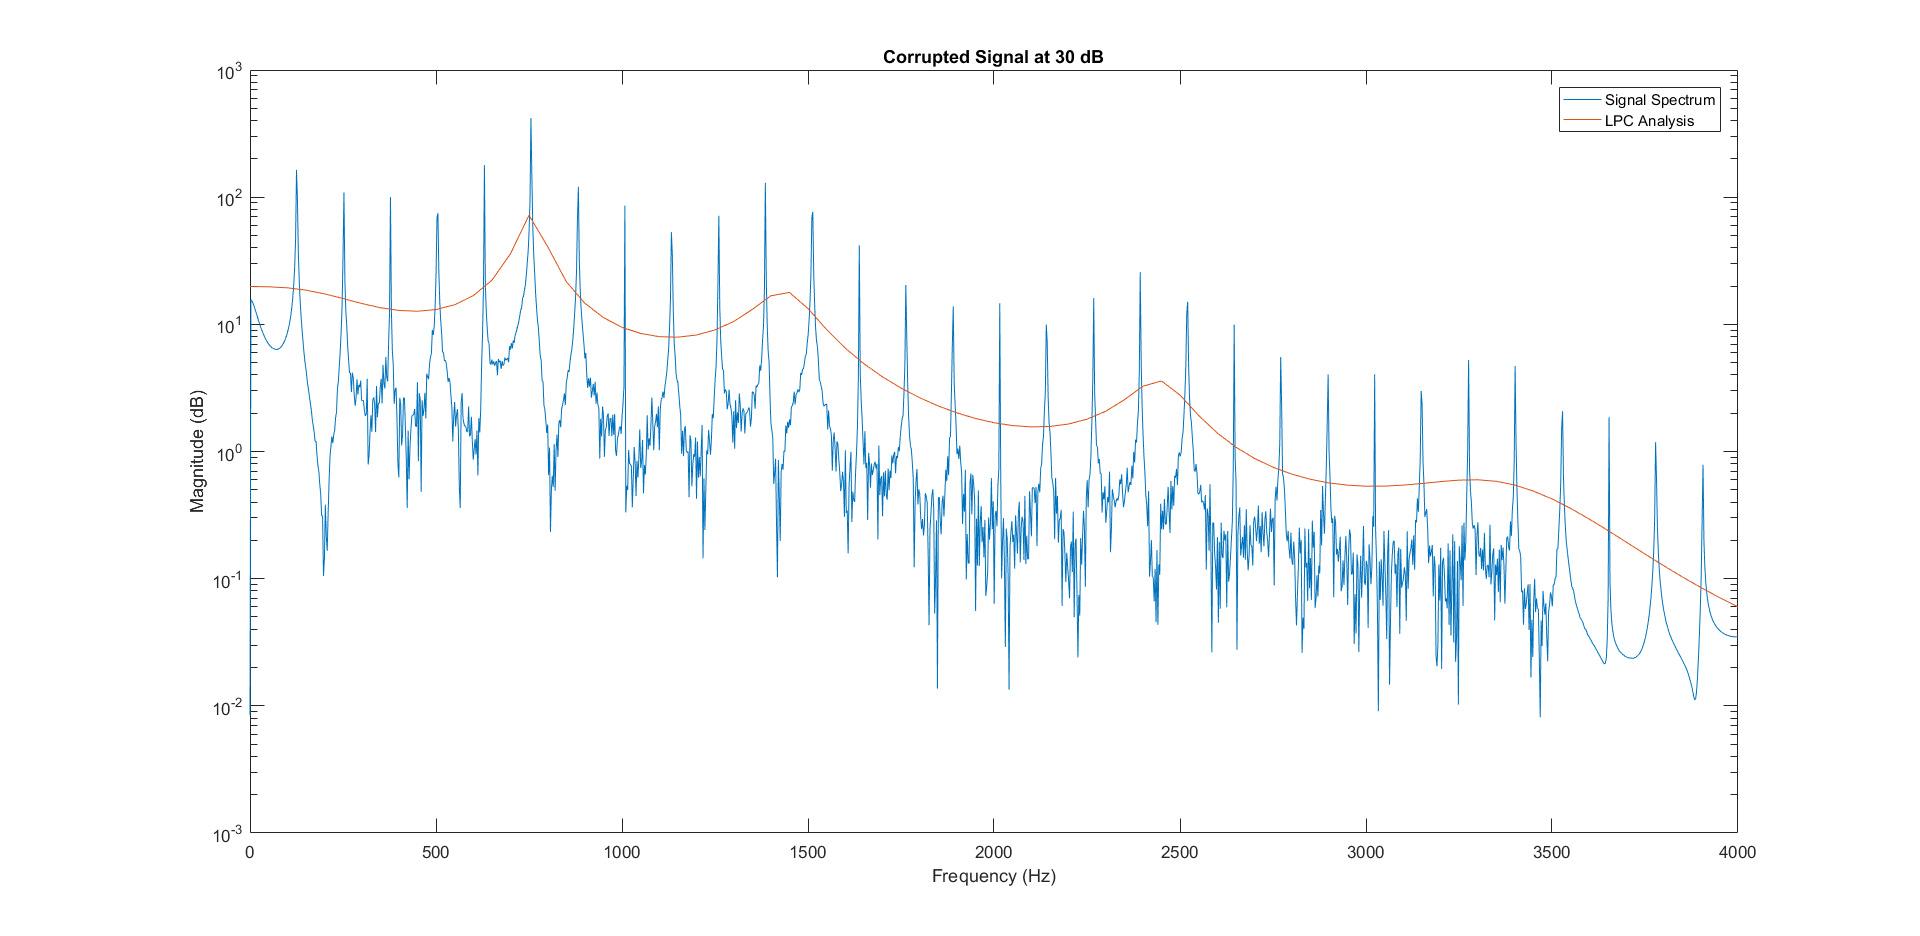 Corrupted Signal at 30 dB
Signal Spectrum
LPC Analysis
Magnitude (dB)
10^3
10^2
10^1
10^0
10^-1
10^-2
10^-3
0 500 1000 1500 2000 2500 3000 3500 4000
Frequency (Hz)